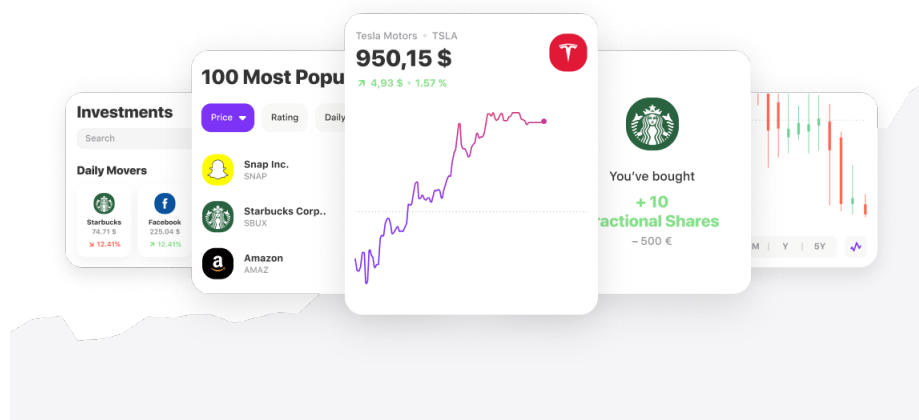 Investments
Search
Daily Movers
Starbucks
74.71 $
12.41%
Facebook
225.04 $
12.41%
100 Most Popu
Price
Rating
Daily
Snap Inc.
SNAP
Starbucks Corp..
SBUX
Amazon
AMAZ
Tesla Motors • TSLA
950,15 $
4,93 $ • 1.57 %
You've bought
+ 10
ractional Shares
– 500 €
M | Y | 5Y